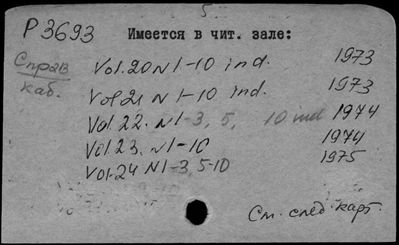 5
Р 3693
Имеется в чит. зале:
Справ
каб.
Vol. 20 N 1-10 ind. 1973
Vol. 21 N 1-10 ind. 1973
Vol. 22. N 1-3, 5, 10 ind 1974
Vol 23. N 1-10 1974
Vol. 24 N 1-3, 5-10 1975
См. след. карт.